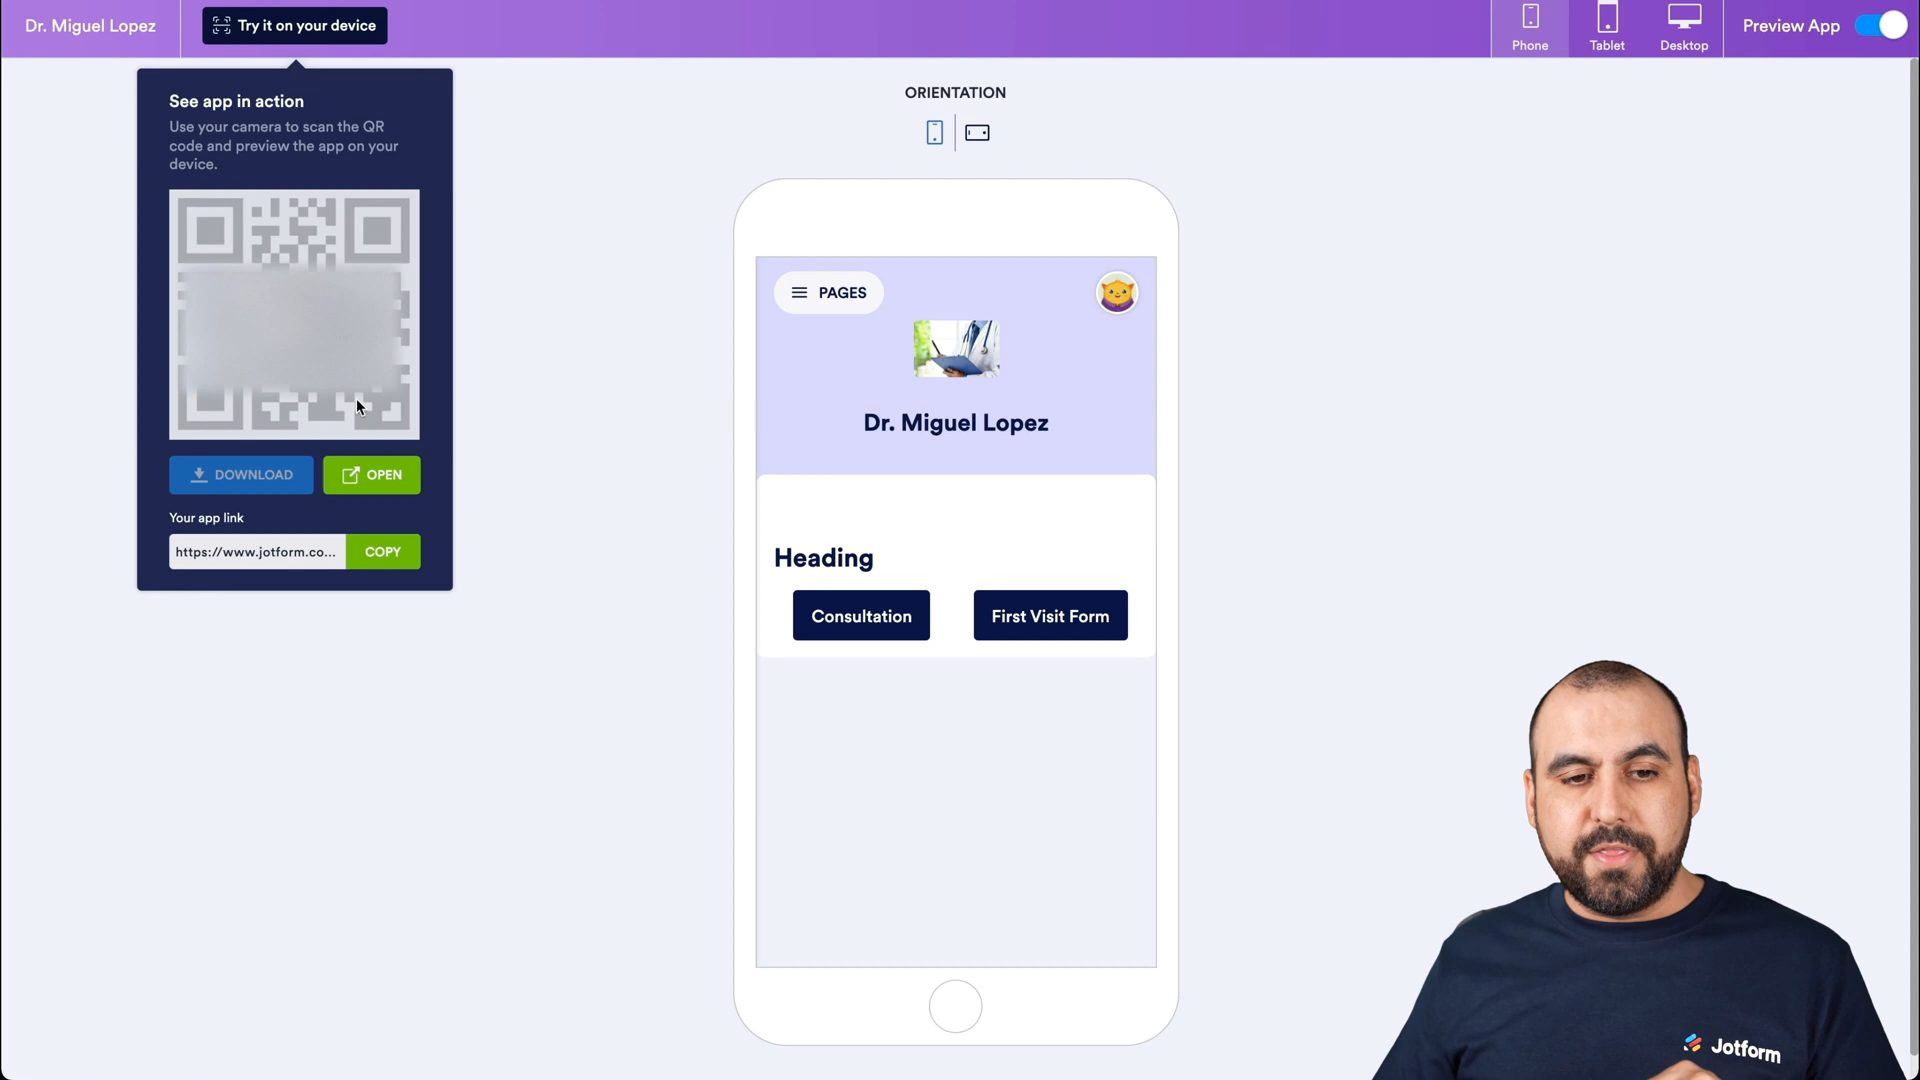 Dr. Miguel Lopez
Try it on your device
Phone
Tablet
Desktop
Preview App
See app in action
Use your camera to scan the QR
code and preview the app on your
device.
DOWNLOAD
OPEN
Your app link
https://www.jotform.co...
COPY
ORIENTATION
PAGES
Dr. Miguel Lopez
Heading
Consultation
First Visit Form
Jotform